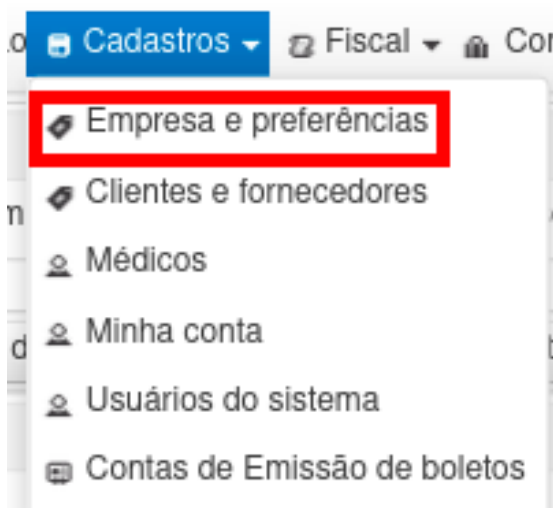 Cadastros Fiscal
Empresa e preferências
Clientes e fornecedores
Médicos
Minha conta
Usuários do sistema
Contas de Emissão de boletos